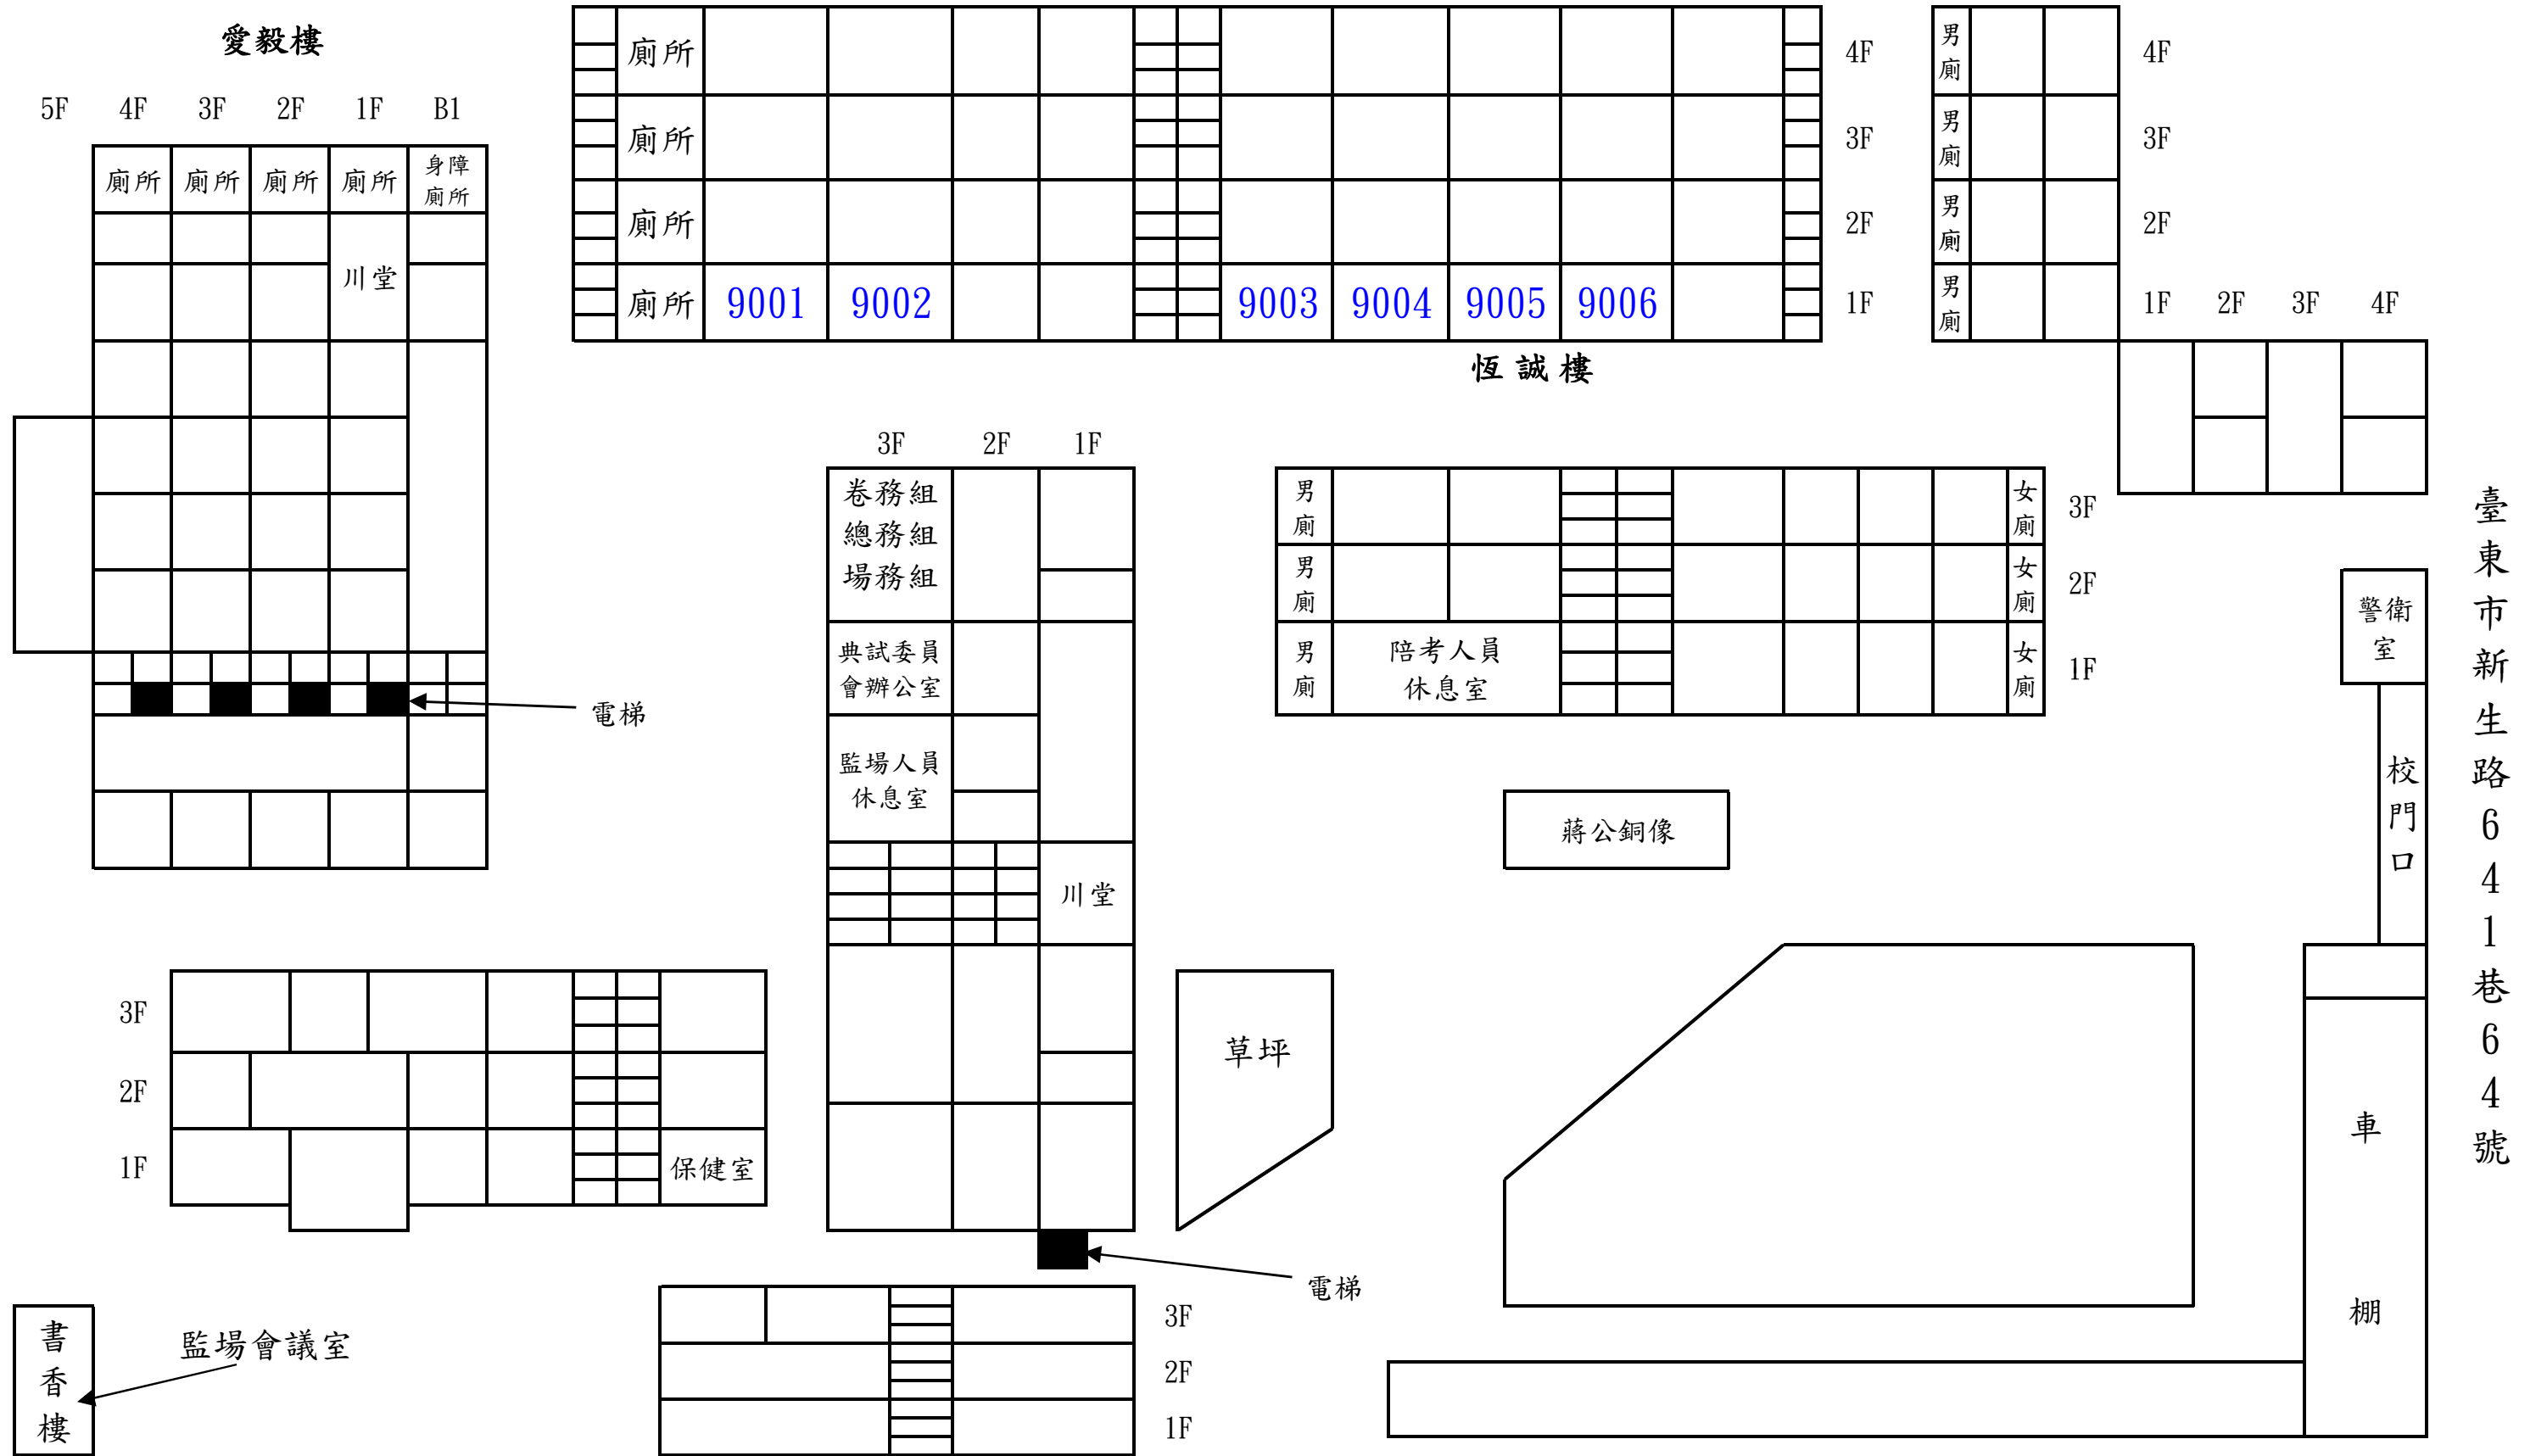 愛毅樓
5F 4F 3F 2F 1F B1
廁所 廁所 廁所 廁所 身障廁所
川堂
電梯
廁所 4F
廁所 3F
廁所 2F
廁所 9001 9002 9003 9004 9005 9006 1F
恆誠樓
男廁 4F
男廁 3F
男廁 2F
男廁 1F 2F 3F 4F
3F 2F 1F
卷務組
總務組
場務組
典試委員
會辦公室
監場人員
休息室
川堂
電梯
男廁 女廁 3F
男廁 女廁 2F
男廁 陪考人員 女廁 1F
休息室
蔣公銅像
草坪
警衛
室
校門口
車棚
臺東市新生路641巷64號
3F
2F
1F 保健室
書香樓
監場會議室
3F
2F
1F